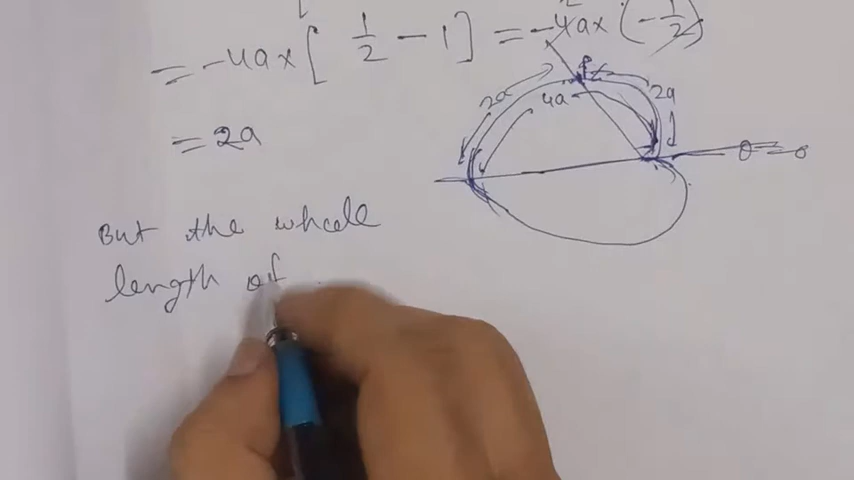 = -4a × [ 1/2 - 1 ] = -4a × (-1/2)
= 2a
P
2a
4a
2a
θ = 0
But the whole
length of